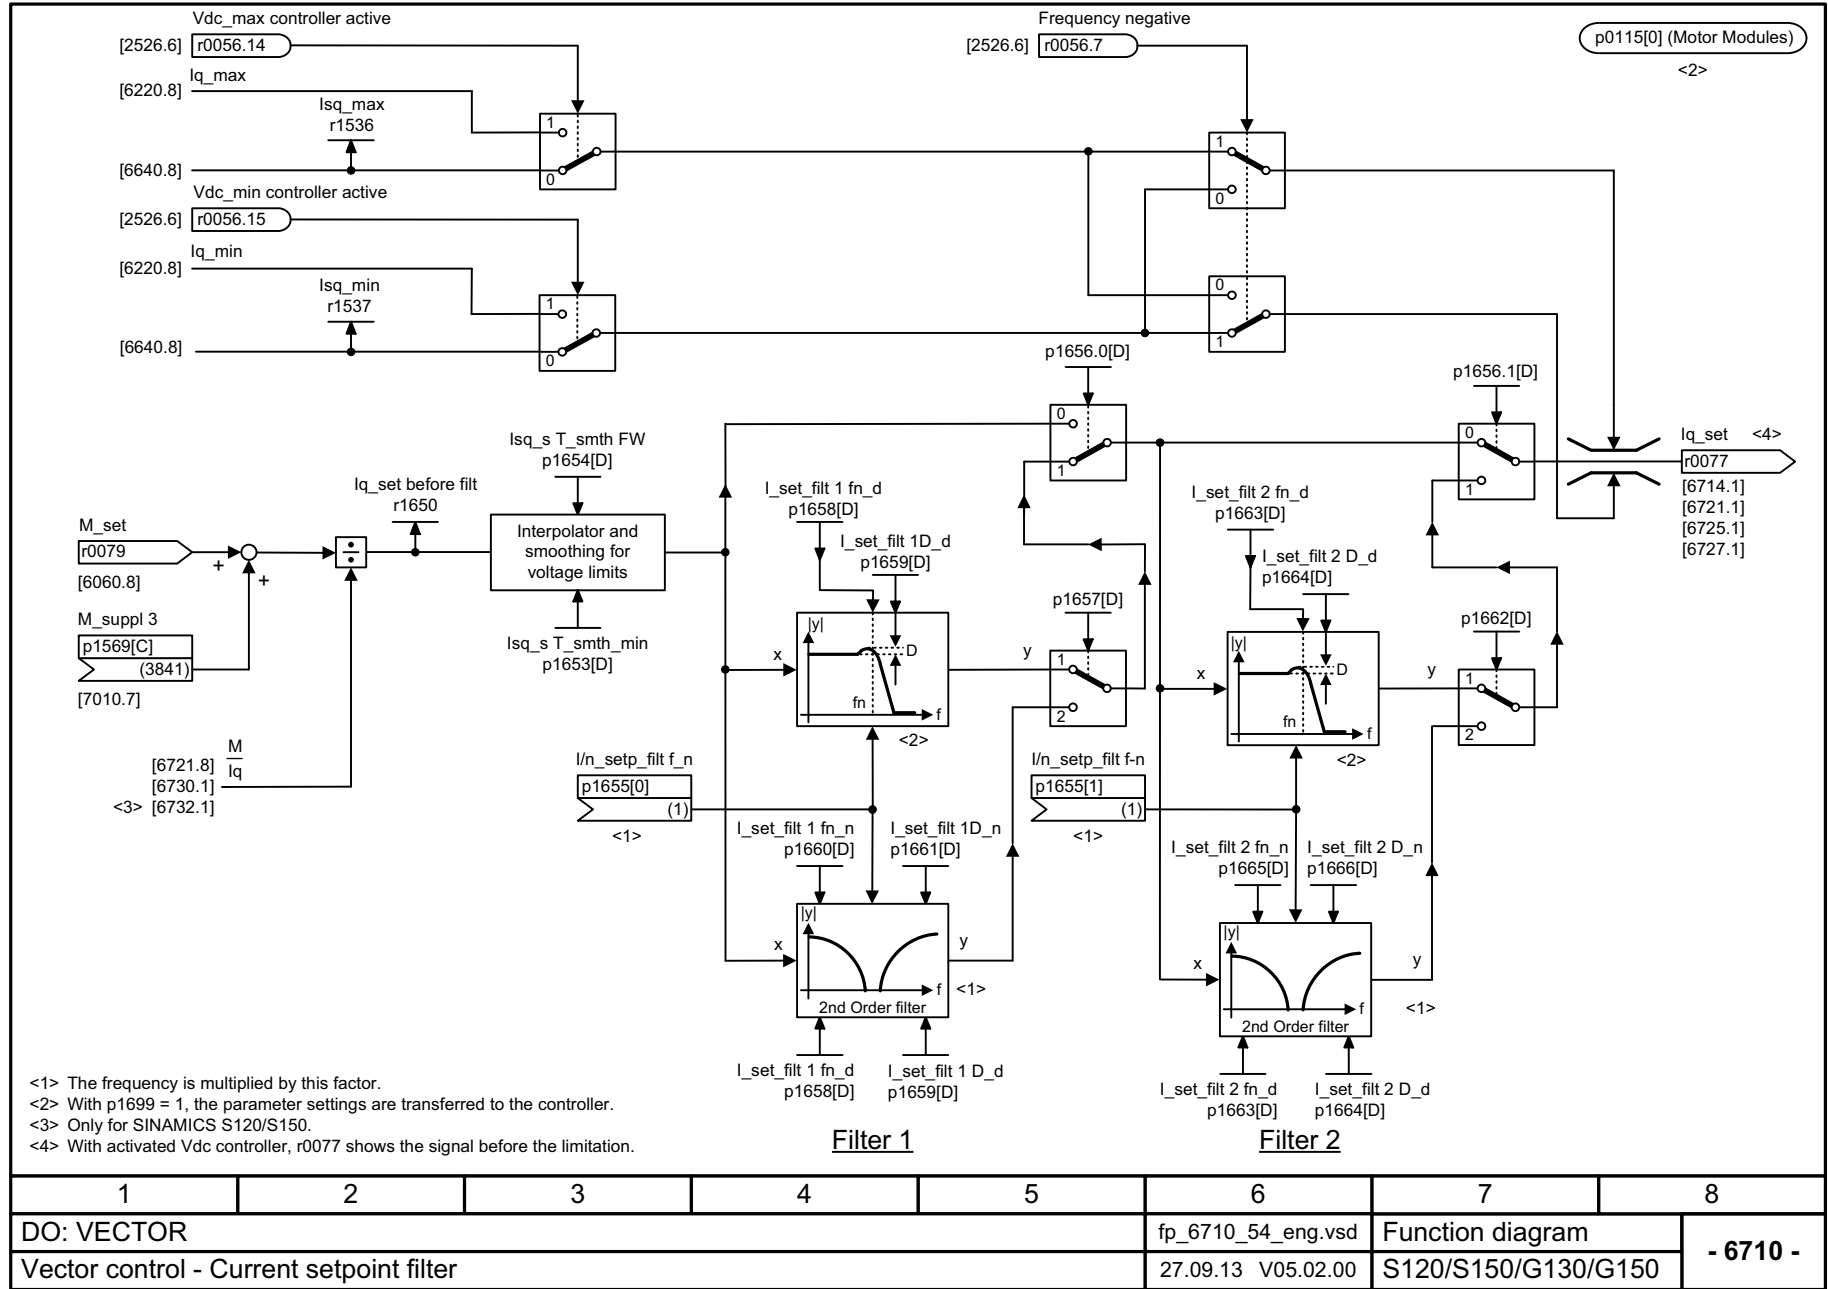 Vdc_max controller active
[2526.6] r0056.14
Iq_max
[6220.8]
Isq_max
r1536
[6640.8]
1
0
Vdc_min controller active
[2526.6] r0056.15
Iq_min
[6220.8]
Isq_min
r1537
[6640.8]
1
0
Frequency negative
[2526.6] r0056.7
1
0
0
1
p0115[0] (Motor Modules)
<2>
M_set
r0079
[6060.8]
+
+
M_suppl 3
p1569[C]
(3841)
[7010.7]
[6721.8]
[6730.1]
<3> [6732.1]
M
Iq
÷
Iq_set before filt
r1650
Isq_s T_smth FW
p1654[D]
Interpolator and
smoothing for
voltage limits
Isq_s T_smth_min
p1653[D]
I_set_filt 1 fn_d
p1658[D]
I_set_filt 1D_d
p1659[D]
x
|y|
D
fn
f
y
<2>
I/n_setp_filt f_n
p1655[0]
(1)
<1>
I_set_filt 1 fn_n
p1660[D]
I_set_filt 1D_n
p1661[D]
x
|y|
f
2nd Order filter
y
<1>
I_set_filt 1 fn_d
p1658[D]
I_set_filt 1 D_d
p1659[D]
Filter 1
p1656.0[D]
0
1
p1657[D]
1
2
I_set_filt 2 fn_d
p1663[D]
I_set_filt 2 D_d
p1664[D]
x
|y|
D
fn
f
y
<2>
I/n_setp_filt f-n
p1655[1]
(1)
<1>
I_set_filt 2 fn_n
p1665[D]
I_set_filt 2 D_n
p1666[D]
x
|y|
f
2nd Order filter
y
<1>
I_set_filt 2 fn_d
p1663[D]
I_set_filt 2 D_d
p1664[D]
Filter 2
p1656.1[D]
0
1
p1662[D]
1
2
Iq_set <4>
r0077
[6714.1]
[6721.1]
[6725.1]
[6727.1]
<1> The frequency is multiplied by this factor.
<2> With p1699 = 1, the parameter settings are transferred to the controller.
<3> Only for SINAMICS S120/S150.
<4> With activated Vdc controller, r0077 shows the signal before the limitation.
1 2 3 4 5 6 7 8
DO: VECTOR
fp_6710_54_eng.vsd
Function diagram
- 6710 -
Vector control - Current setpoint filter
27.09.13 V05.02.00
S120/S150/G130/G150